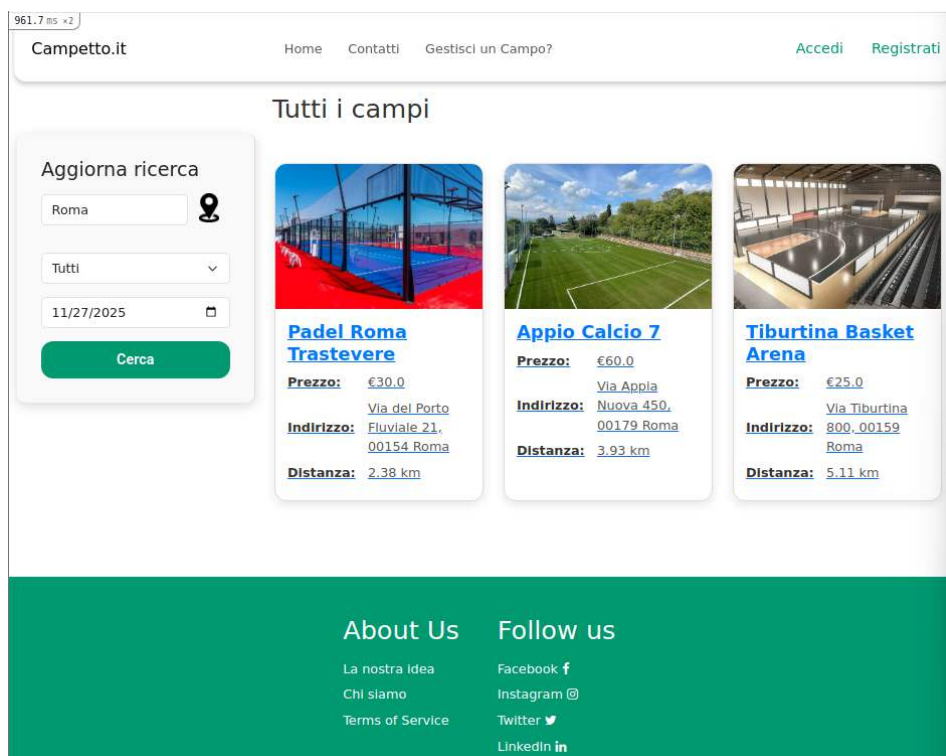 961.7 ms ×2
Campetto.it
Home Contatti Gestisci un Campo?
Accedi Registrati
Tutti i campi
Aggiorna ricerca
Roma
Tutti
11/27/2025
Cerca
Padel Roma
Trastevere
Prezzo: €30.0
Via del Porto
Indirizzo: Fluviale 21,
00154 Roma
Distanza: 2.38 km
Appio Calcio 7
Prezzo: €60.0
Via Appia
Indirizzo: Nuova 450,
00179 Roma
Distanza: 3.93 km
Tiburtina Basket
Arena
Prezzo: €25.0
Via Tiburtina
Indirizzo: 800, 00159
Roma
Distanza: 5.11 km
About Us
La nostra idea
Chi siamo
Terms of Service
Follow us
Facebook
Instagram
Twitter
LinkedIn in